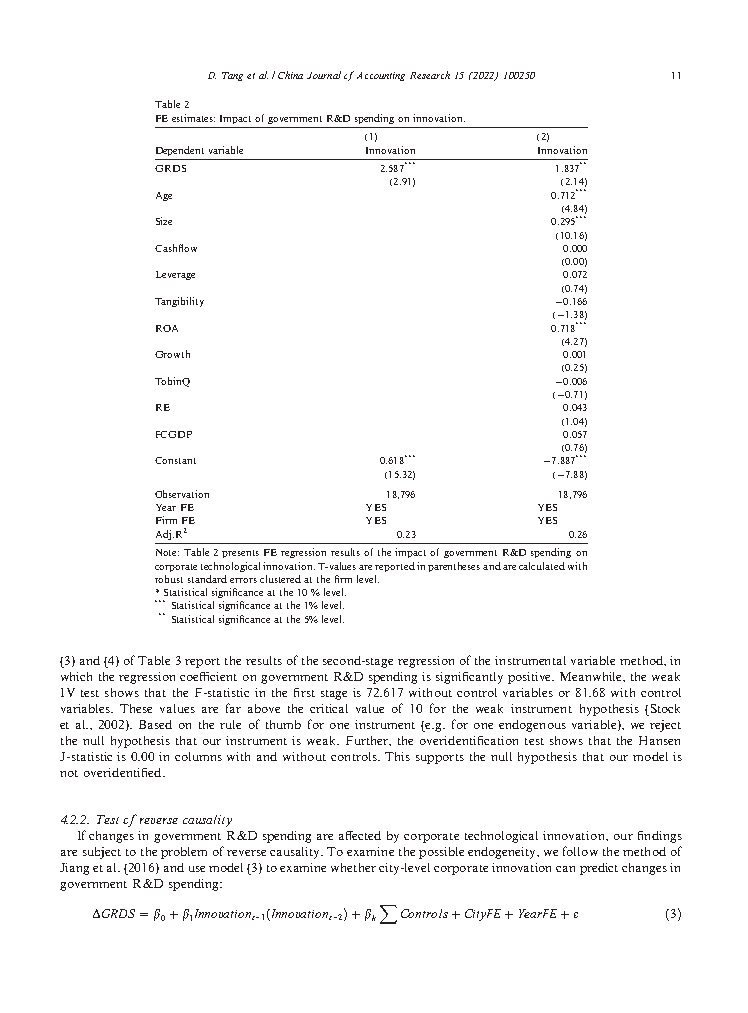 D. Tang et al. / China Journal of Accounting Research 15 (2022) 100250 11
Table 2
FE estimates: Impact of government R&D spending on innovation.
(1) (2)
Dependent variable Innovation Innovation
GRDS 2.587*** 1.837**
(2.91) (2.14)
Age 0.712***
(4.84)
Size 0.295***
(10.16)
Cashflow 0.000
(0.00)
Leverage 0.072
(0.74)
Tangibility −0.166
(−1.38)
ROA 0.718***
(4.27)
Growth 0.001
(0.25)
TobinQ −0.006
(−0.71)
RE 0.043
(1.04)
FCGDP 0.057
(0.76)
Constant 0.618*** −7.887***
(15.32) (−7.88)
Observation 18,796 18,796
Year FE YES YES
Firm FE YES YES
Adj.R² 0.23 0.26
Note: Table 2 presents FE regression results of the impact of government R&D spending on
corporate technological innovation. T-values are reported in parentheses and are calculated with
robust standard errors clustered at the firm level.
* Statistical significance at the 10 % level.
*** Statistical significance at the 1% level.
** Statistical significance at the 5% level.
(3) and (4) of Table 3 report the results of the second-stage regression of the instrumental variable method, in
which the regression coefficient on government R&D spending is significantly positive. Meanwhile, the weak
IV test shows that the F-statistic in the first stage is 72.617 without control variables or 81.68 with control
variables. These values are far above the critical value of 10 for the weak instrument hypothesis (Stock
et al., 2002). Based on the rule of thumb for one instrument (e.g. for one endogenous variable), we reject
the null hypothesis that our instrument is weak. Further, the overidentification test shows that the Hansen
J-statistic is 0.00 in columns with and without controls. This supports the null hypothesis that our model is
not overidentified.
4.2.2. Test of reverse causality
If changes in government R&D spending are affected by corporate technological innovation, our findings
are subject to the problem of reverse causality. To examine the possible endogeneity, we follow the method of
Jiang et al. (2016) and use model (3) to examine whether city-level corporate innovation can predict changes in
government R&D spending:
ΔGRDS = β₀ + β₁Innovationₜ₋₁(Innovationₜ₋₂) + βₖ ∑ Controls + CityFE + YearFE + ε (3)